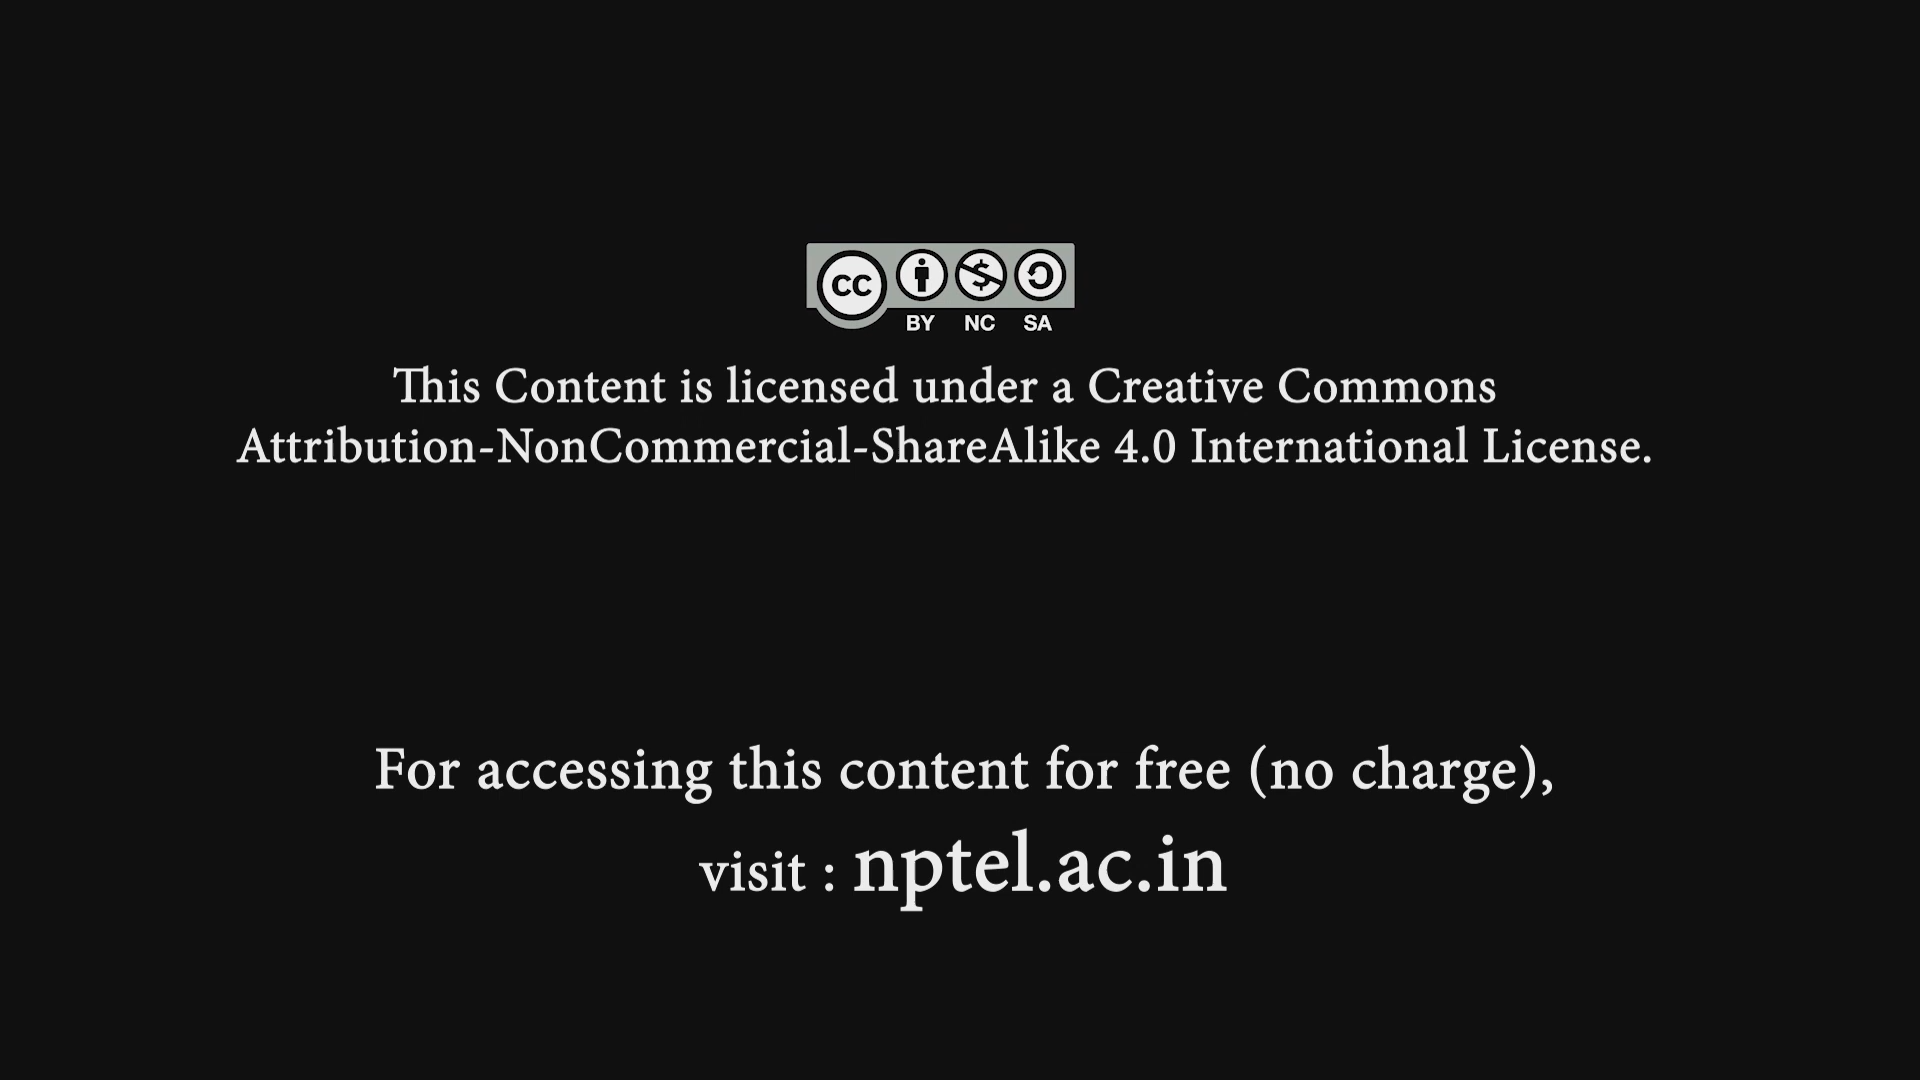 CC BY NC SA
This Content is licensed under a Creative Commons
Attribution-NonCommercial-ShareAlike 4.0 International License.
For accessing this content for free (no charge),
visit : nptel.ac.in